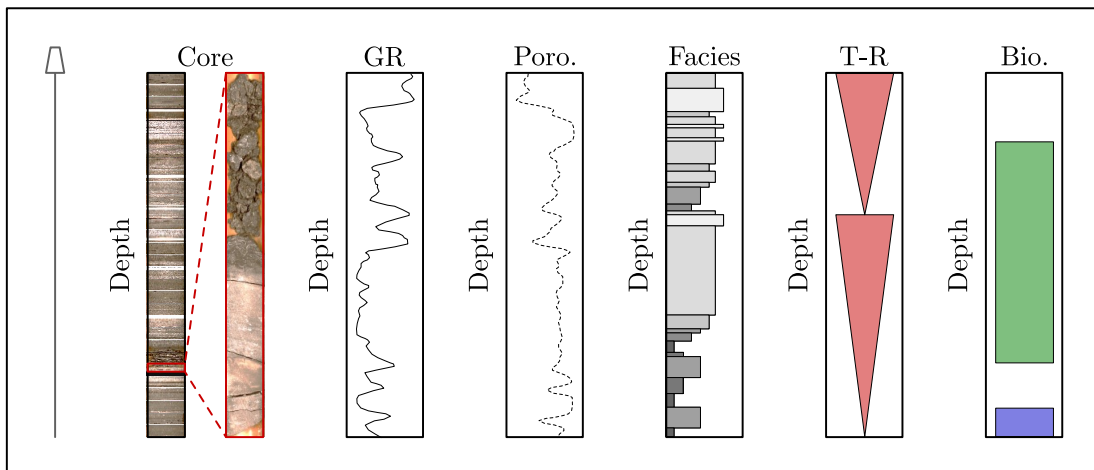 Core
GR
Poro.
Facies
T-R
Bio.
Depth
Depth
Depth
Depth
Depth
Depth